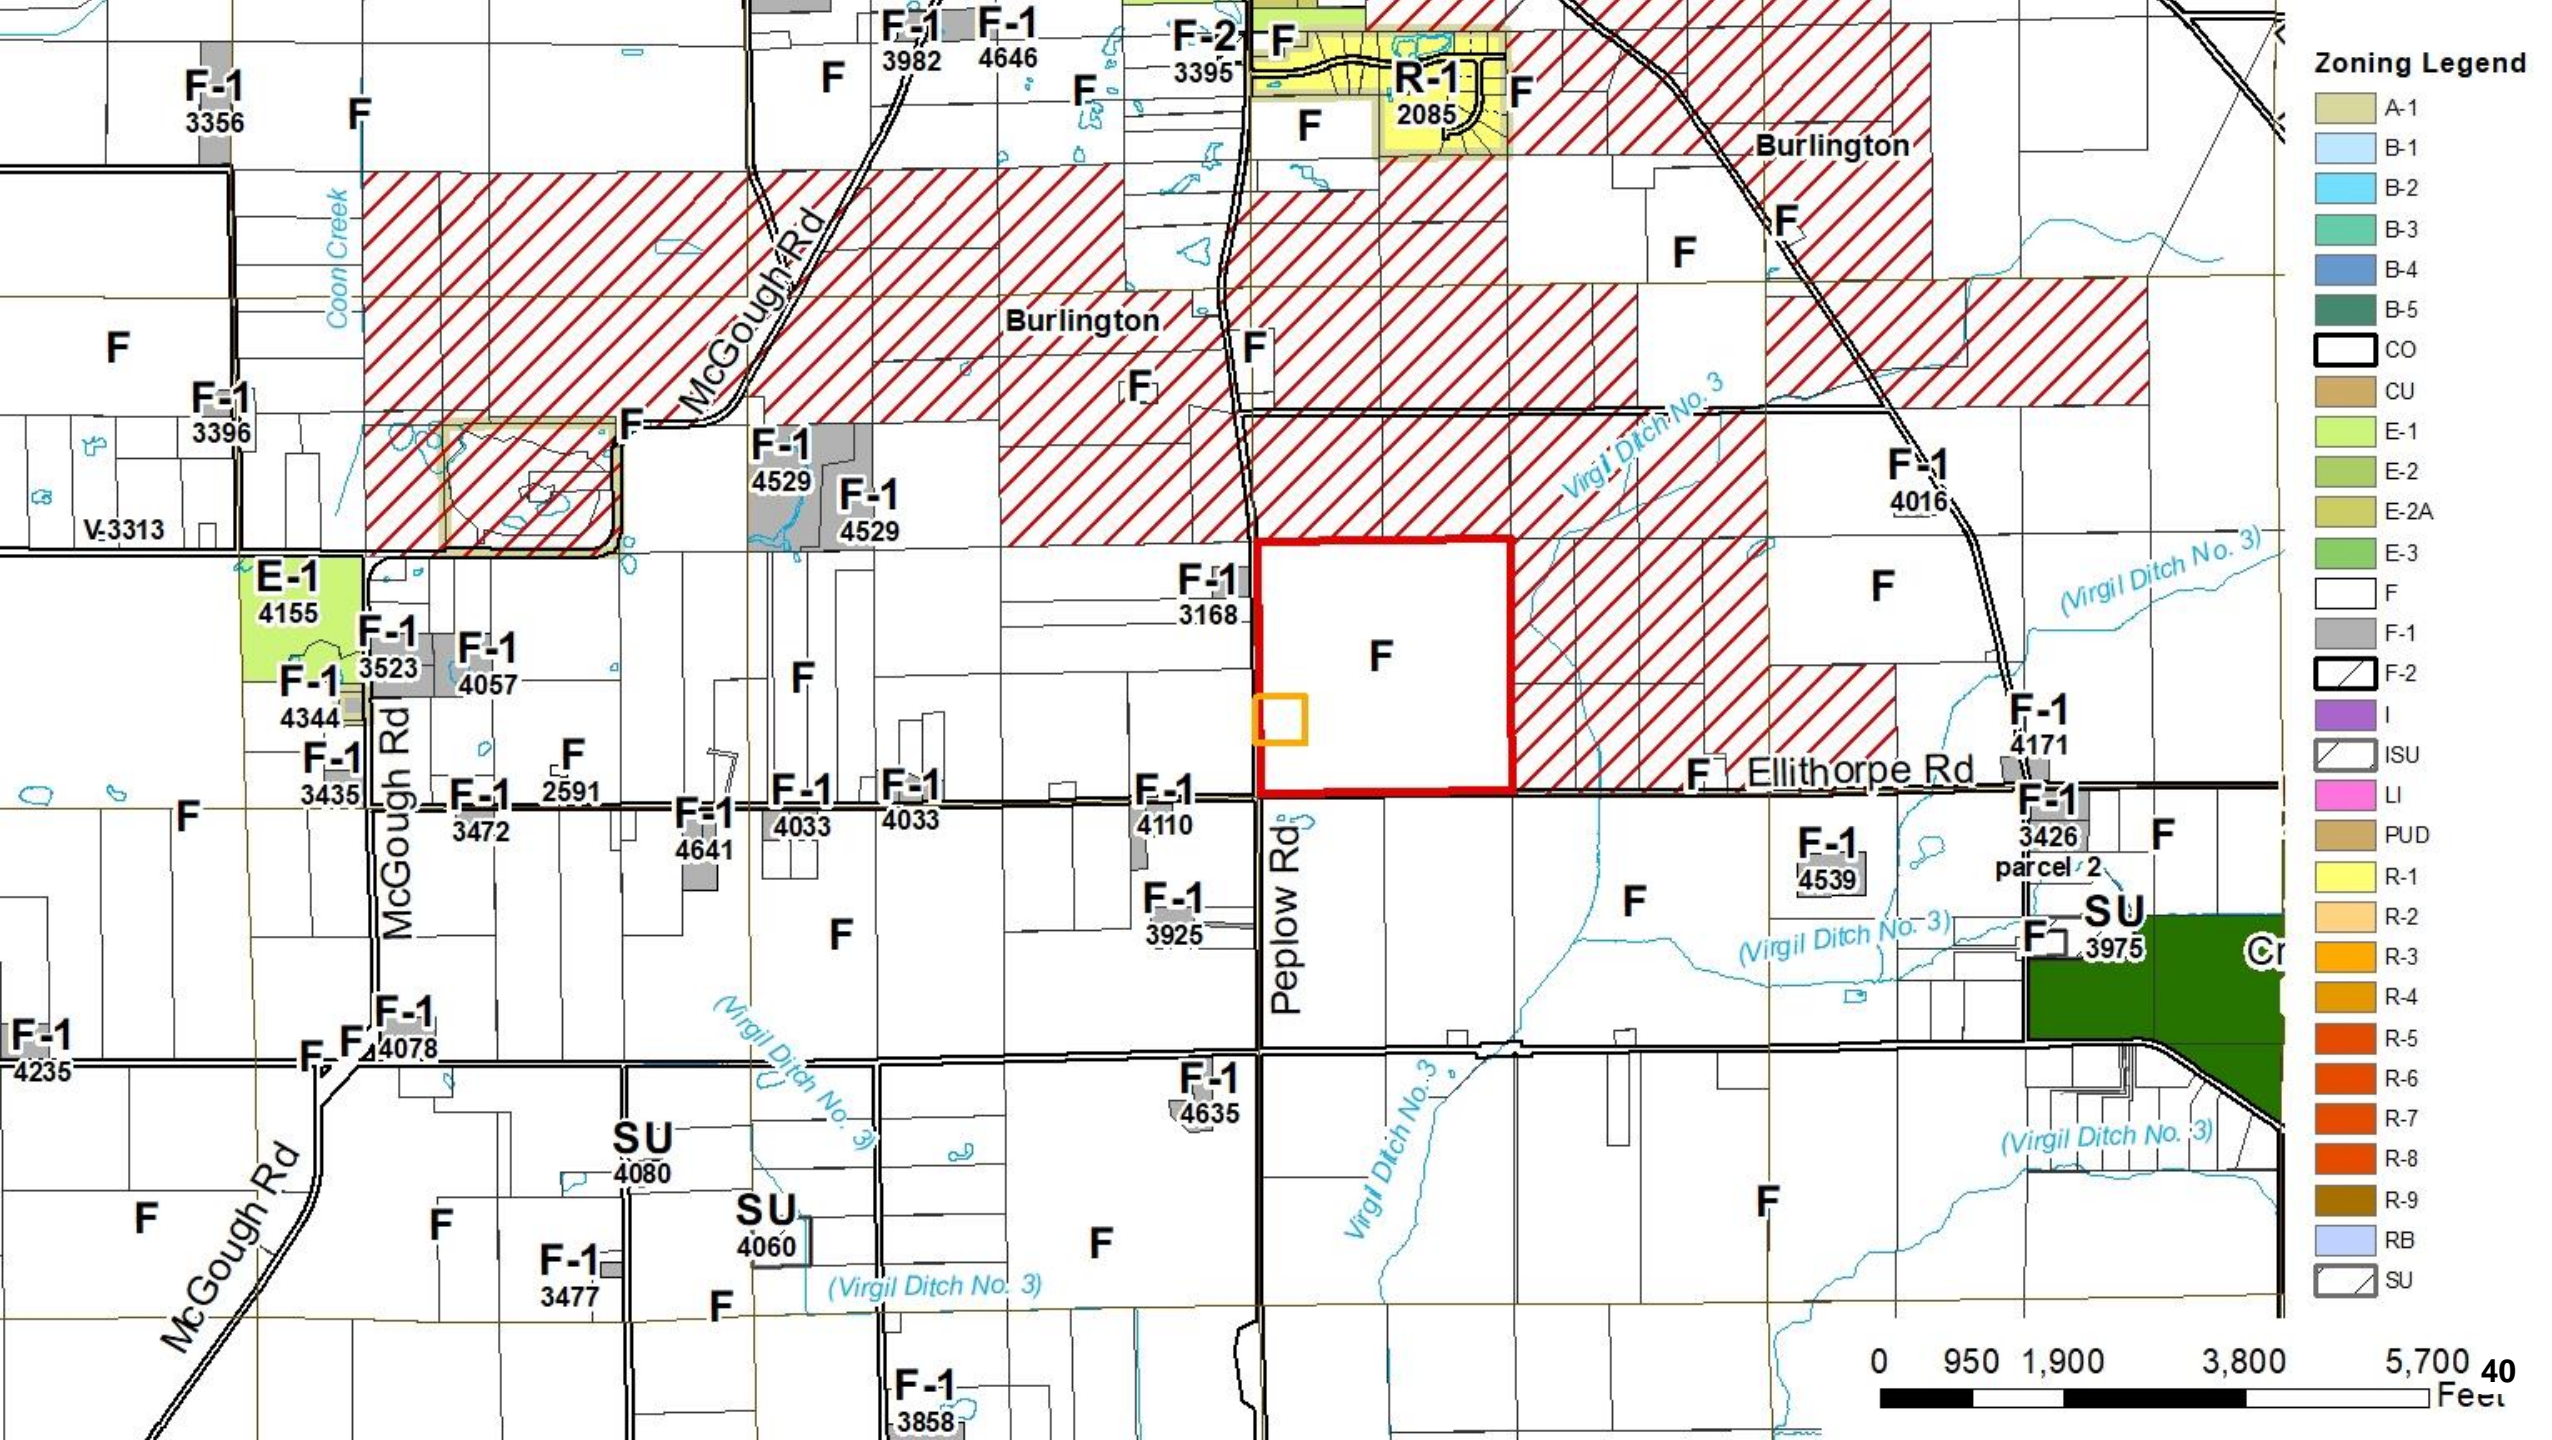 F-1
3982
F-1
4646
F-2
3395
F
F
F
F-1
3356
F
R-1
2085
F
F
Burlington
F
F
Coon Creek
McGough Rd
Burlington
F
F
F
F-1
3396
F
Virgil Ditch No. 3
F-1
4529
F-1
4529
F-1
4016
V-3313
(Virgil Ditch No. 3)
E-1
4155
F-1
3168
F
F
F-1
3523
F-1
4057
F
F-1
4344
McGough Rd
F-1
4171
F-1
3435
F
2591
F
Ellithorpe Rd
F
F-1
3472
F-1
4641
F-1
4033
F-1
4033
F-1
4110
F-1
3426
parcel 2
F
F-1
4539
Peplow Rd
F-1
3925
F
F
(Virgil Ditch No. 3)
F
SU
3975
Cr
F-1
4235
F
F
F-1
4078
(Virgil Ditch No. 3)
F-1
4635
Virgil Ditch No. 3
(Virgil Ditch No. 3)
SU
4080
McGough Rd
F
F
SU
4060
F
F
F-1
3477
F
(Virgil Ditch No. 3)
F-1
3858
Zoning Legend
A-1
B-1
B-2
B-3
B-4
B-5
CO
CU
E-1
E-2
E-2A
E-3
F
F-1
F-2
I
ISU
LI
PUD
R-1
R-2
R-3
R-4
R-5
R-6
R-7
R-8
R-9
RB
SU
0 950 1,900 3,800 5,700
40
Feet